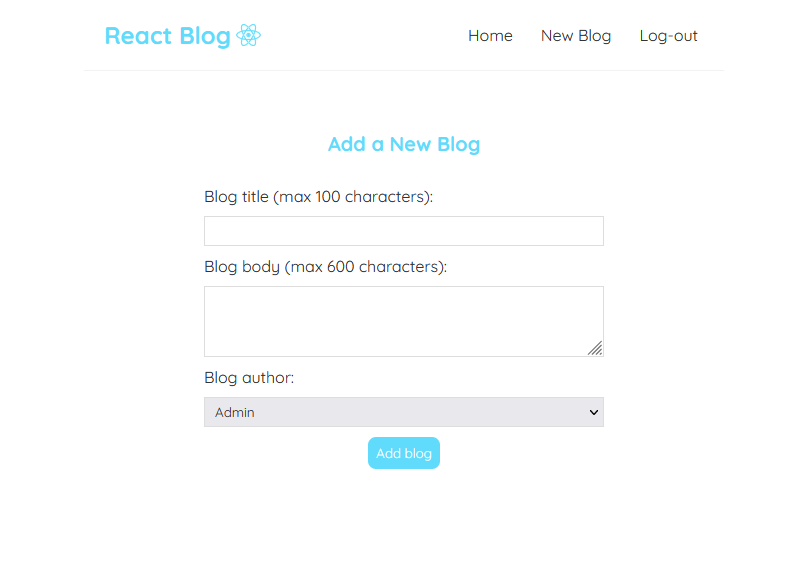 React Blog
Home New Blog Log-out
Add a New Blog
Blog title (max 100 characters):
Blog body (max 600 characters):
Blog author:
Admin
Add blog